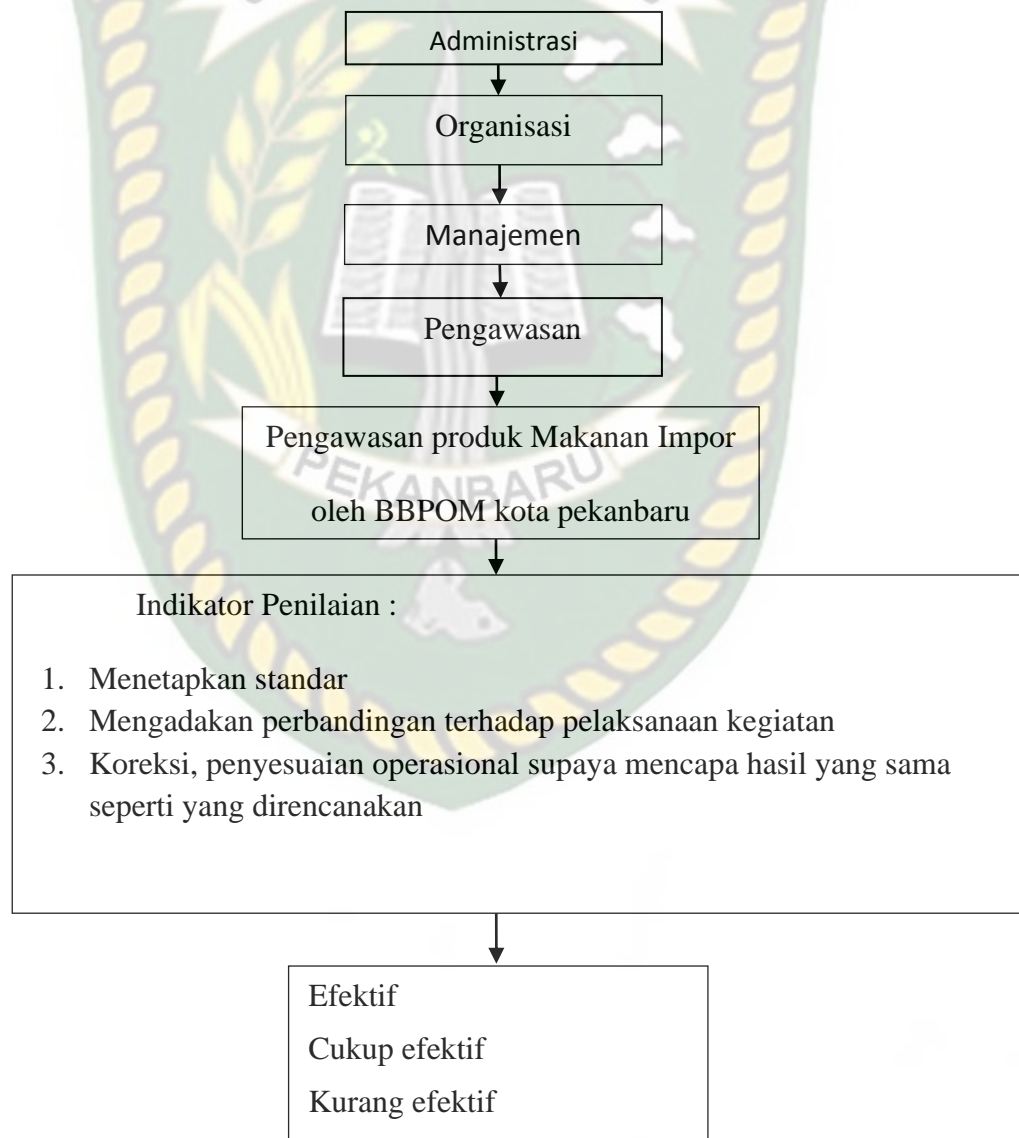 Administrasi
Organisasi
Manajemen
Pengawasan
Pengawasan produk Makanan Impor
PEKANBARU
oleh BBPOM kota pekanbaru
Indikator Penilaian :
1. Menetapkan standar
2. Mengadakan perbandingan terhadap pelaksanaan kegiatan
3. Koreksi, penyesuaian operasional supaya mencapa hasil yang sama
seperti yang direncanakan
Efektif
Cukup efektif
Kurang efektif